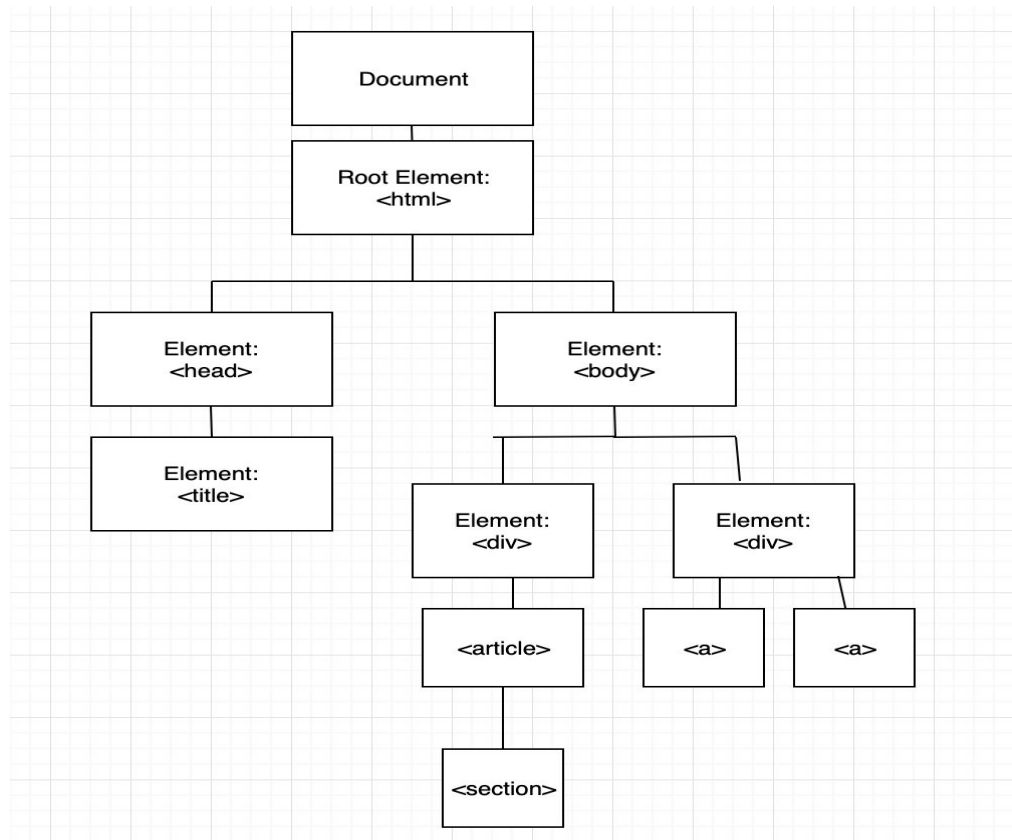 Document
Root Element:
<html>
Element:
<head>
Element:
<body>
Element:
<title>
Element:
<div>
Element:
<div>
<article>
<a>
<a>
<section>